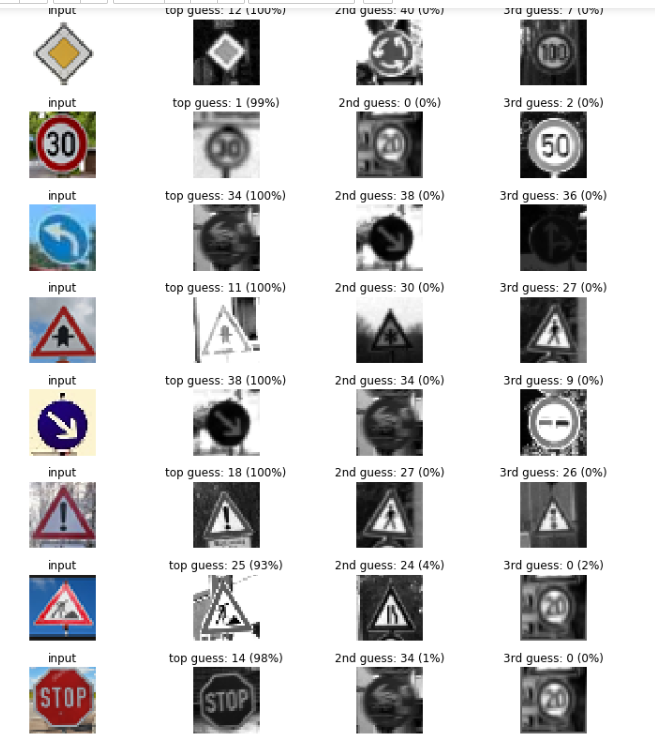 input top guess: 12 (100%) 2nd guess: 40 (0%) 3rd guess: 7 (0%)
100
input top guess: 1 (99%) 2nd guess: 0 (0%) 3rd guess: 2 (0%)
30 30 20 50
input top guess: 34 (100%) 2nd guess: 38 (0%) 3rd guess: 36 (0%)
input top guess: 11 (100%) 2nd guess: 30 (0%) 3rd guess: 27 (0%)
input top guess: 38 (100%) 2nd guess: 34 (0%) 3rd guess: 9 (0%)
input top guess: 18 (100%) 2nd guess: 27 (0%) 3rd guess: 26 (0%)
input top guess: 25 (93%) 2nd guess: 24 (4%) 3rd guess: 0 (2%)
20
input top guess: 14 (98%) 2nd guess: 34 (1%) 3rd guess: 0 (0%)
STOP STOP 20